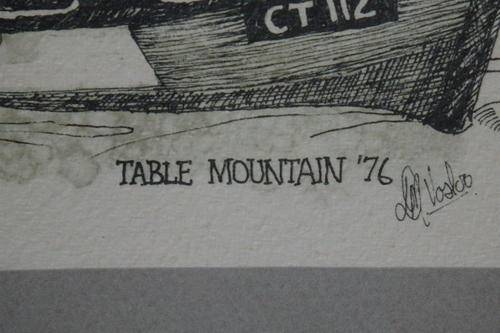 CT 112
TABLE MOUNTAIN '76